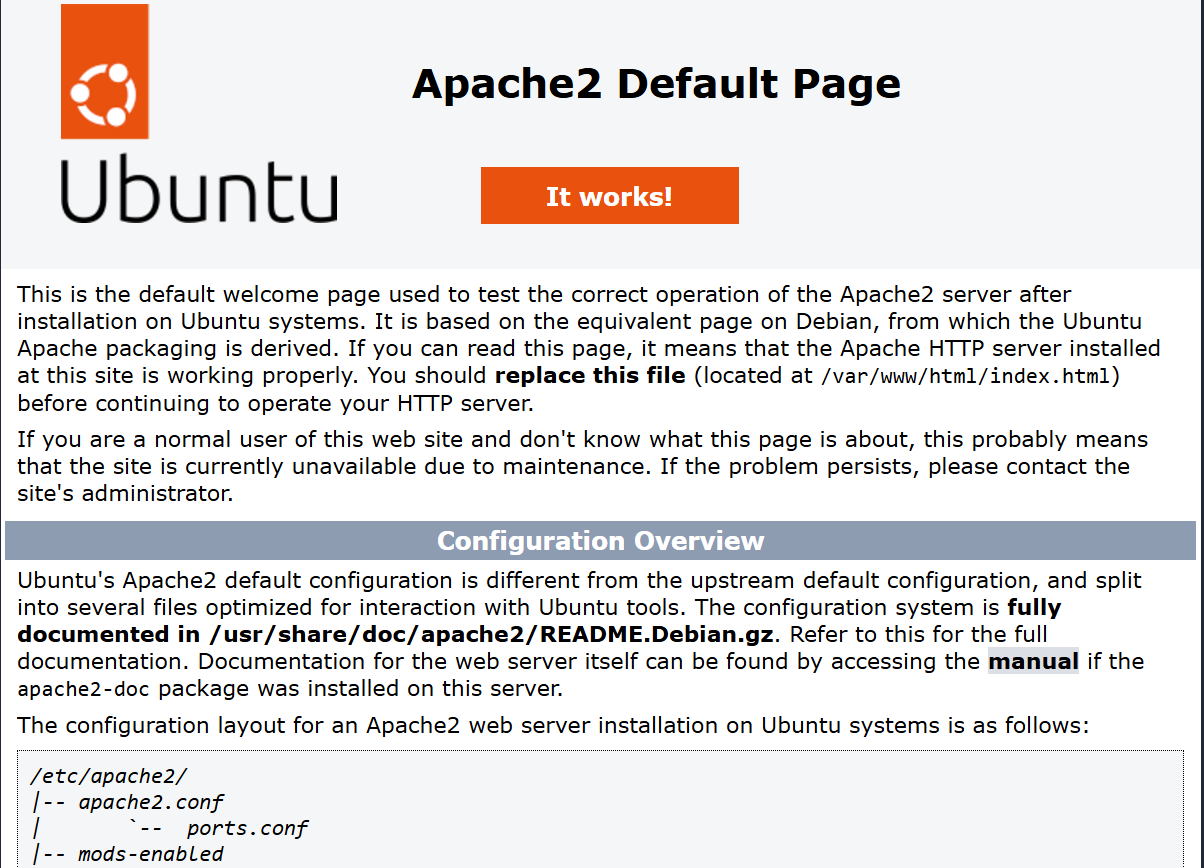 Apache2 Default Page
Ubuntu
It works!
This is the default welcome page used to test the correct operation of the Apache2 server after
installation on Ubuntu systems. It is based on the equivalent page on Debian, from which the Ubuntu
Apache packaging is derived. If you can read this page, it means that the Apache HTTP server installed
at this site is working properly. You should replace this file (located at /var/www/html/index.html)
before continuing to operate your HTTP server.
If you are a normal user of this web site and don't know what this page is about, this probably means
that the site is currently unavailable due to maintenance. If the problem persists, please contact the
site's administrator.
Configuration Overview
Ubuntu's Apache2 default configuration is different from the upstream default configuration, and split
into several files optimized for interaction with Ubuntu tools. The configuration system is fully
documented in /usr/share/doc/apache2/README.Debian.gz. Refer to this for the full
documentation. Documentation for the web server itself can be found by accessing the manual if the
apache2-doc package was installed on this server.
The configuration layout for an Apache2 web server installation on Ubuntu systems is as follows:
/etc/apache2/
|-- apache2.conf
|       `--  ports.conf
|-- mods-enabled